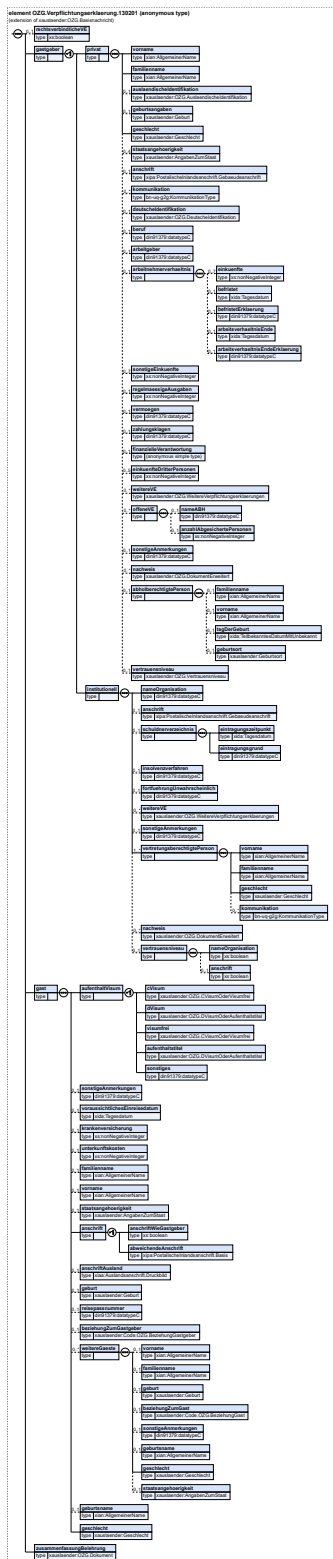 element OZG.Verpflichtungserklaerung.130201 (anonymous type)
(extension of xauslaender:OZG.Basisnachricht)
rechtsverbindlicheVE
type xs:boolean
gastgeber
type
privat
type
vorname
type xian:AllgemeinerName
familienname
type xian:AllgemeinerName
auslaendischeIdentifikation
type xauslaender:OZG.AuslaendischeIdentifikation
geburtsangaben
type xauslaender:Geburt
geschlecht
type xauslaender:Geschlecht
staatsangehoerigkeit
type xauslaender:AngabenZumStaat
anschrift
type xipa:PostalischeInlandsanschrift.Gebaeudeanschrift
kommunikation
type bn-uq-g2g:KommunikationType
deutscheIdentifikation
type xauslaender:OZG.DeutscheIdentifikation
beruf
type din91379:datatypeC
arbeitgeber
type din91379:datatypeC
arbeitnehmerverhaeltnis
type
einkuenfte
type xs:nonNegativeInteger
befristet
type xida:Tagesdatum
befristetErklaerung
type din91379:datatypeC
arbeitsverhaeltnisEnde
type xida:Tagesdatum
arbeitsverhaeltnisEndeErklaerung
type din91379:datatypeC
sonstigeEinkuenfte
type xs:nonNegativeInteger
regelmaessigeAusgaben
type xs:nonNegativeInteger
vermoegen
type din91379:datatypeC
zahlungsklagen
type din91379:datatypeC
finanzielleVerantwortung
type (anonymous simple type)
einkuenfteDritterPersonen
type xs:nonNegativeInteger
weitereVE
type xauslaender:OZG.WeitereVerpflichtungserklaerungen
offeneVE
type
nameABH
type din91379:datatypeC
anzahlAbgesichertePersonen
type xs:nonNegativeInteger
sonstigeAnmerkungen
type din91379:datatypeC
nachweis
type xauslaender:OZG.DokumentErweitert
abholberechtigtePerson
type
familienname
type xian:AllgemeinerName
vorname
type xian:AllgemeinerName
tagDerGeburt
type xida:TeilbekanntesDatumMitUnbekannt
geburtsort
type xauslaender:Geburtsort
vertrauensniveau
type xauslaender:OZG.Vertrauensniveau
institutionell
type
nameOrganisation
type din91379:datatypeC
anschrift
type xipa:PostalischeInlandsanschrift.Gebaeudeanschrift
schuldnerverzeichnis
type
eintragungszeitpunkt
type xida:Tagesdatum
eintragungsgrund
type din91379:datatypeC
insolvenzverfahren
type din91379:datatypeC
fortfuehrungUnwahrscheinlich
type din91379:datatypeC
weitereVE
type xauslaender:OZG.WeitereVerpflichtungserklaerungen
sonstigeAnmerkungen
type din91379:datatypeC
vertretungsberechtigtePerson
type
vorname
type xian:AllgemeinerName
familienname
type xian:AllgemeinerName
geschlecht
type xauslaender:Geschlecht
kommunikation
type bn-uq-g2g:KommunikationType
nachweis
type xauslaender:OZG.DokumentErweitert
vertrauensniveau
type
nameOrganisation
type xs:boolean
anschrift
type xs:boolean
gast
type
aufenthaltVisum
type
cVisum
type xauslaender:OZG.CVisumOderVisumfrei
dVisum
type xauslaender:OZG.DVisumOderAufenthaltstitel
visumfrei
type xauslaender:OZG.CVisumOderVisumfrei
aufenthaltstitel
type xauslaender:OZG.DVisumOderAufenthaltstitel
sonstiges
type din91379:datatypeC
sonstigeAnmerkungen
type din91379:datatypeC
voraussichtlichesEinreisedatum
type xida:Tagesdatum
krankenversicherung
type xs:nonNegativeInteger
unterkunftskosten
type xs:nonNegativeInteger
familienname
type xian:AllgemeinerName
vorname
type xian:AllgemeinerName
staatsangehoerigkeit
type xauslaender:AngabenZumStaat
anschrift
type
anschriftWieGastgeber
type xs:boolean
abweichendeAnschrift
type xipa:PostalischeInlandsanschrift.Basis
anschriftAusland
type xiaa:Auslandsanschrift.Druckbild
geburt
type xauslaender:Geburt
reisepassnummer
type din91379:datatypeC
beziehungZumGastgeber
type xauslaender:Code.OZG.BeziehungGastgeber
weitereGaeste
type
vorname
type xian:AllgemeinerName
familienname
type xian:AllgemeinerName
geburt
type xauslaender:Geburt
beziehungZumGast
type xauslaender:Code.OZG.BeziehungGast
sonstigeAnmerkungen
type din91379:datatypeC
geburtsname
type xian:AllgemeinerName
geschlecht
type xauslaender:Geschlecht
staatsangehoerigkeit
type xauslaender:AngabenZumStaat
geburtsname
type xian:AllgemeinerName
geschlecht
type xauslaender:Geschlecht
zusammenfassungBelehrung
type xauslaender:OZG.Dokument